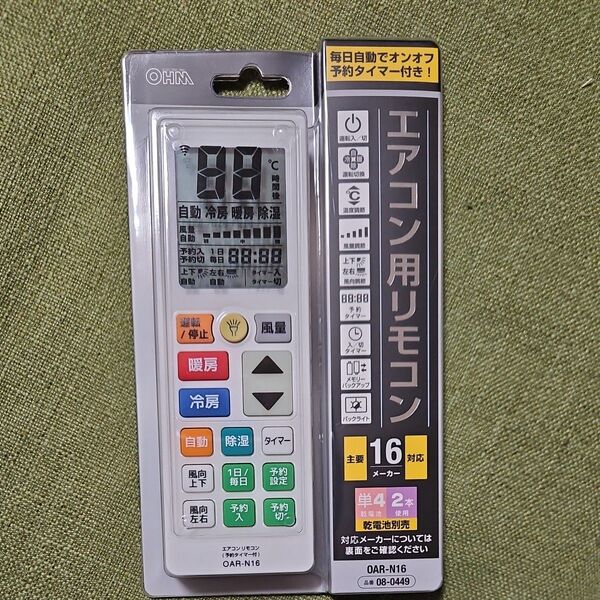 OHM
88
℃
時間後
自動 冷房 暖房 除湿
風量
自動
予約入 1日
予約切 毎日
88:88
上下 左右
自動 自動
タイマー 入
切
運転
/停止
風量
暖房
冷房
自動
除湿
タイマー
風向
上下
1日/
毎日
予約
設定
風向
左右
予約
入
予約
切
エアコンリモコン
(予約タイマー付)
OAR-N16
毎日自動でオンオフ
予約タイマー付き!
エアコン用リモコン
運転入/切
運転切換
℃
温度調節
風量調節
上下
左右
風向調節
88:88
予約
タイマー
入/切
タイマー
メモリー
バックアップ
バックライト
主要 16 対応
メーカー
単4 2本
乾電池 使用
乾電池別売
対応メーカーについては
裏面をご確認ください
OAR-N16
品番 08-0449